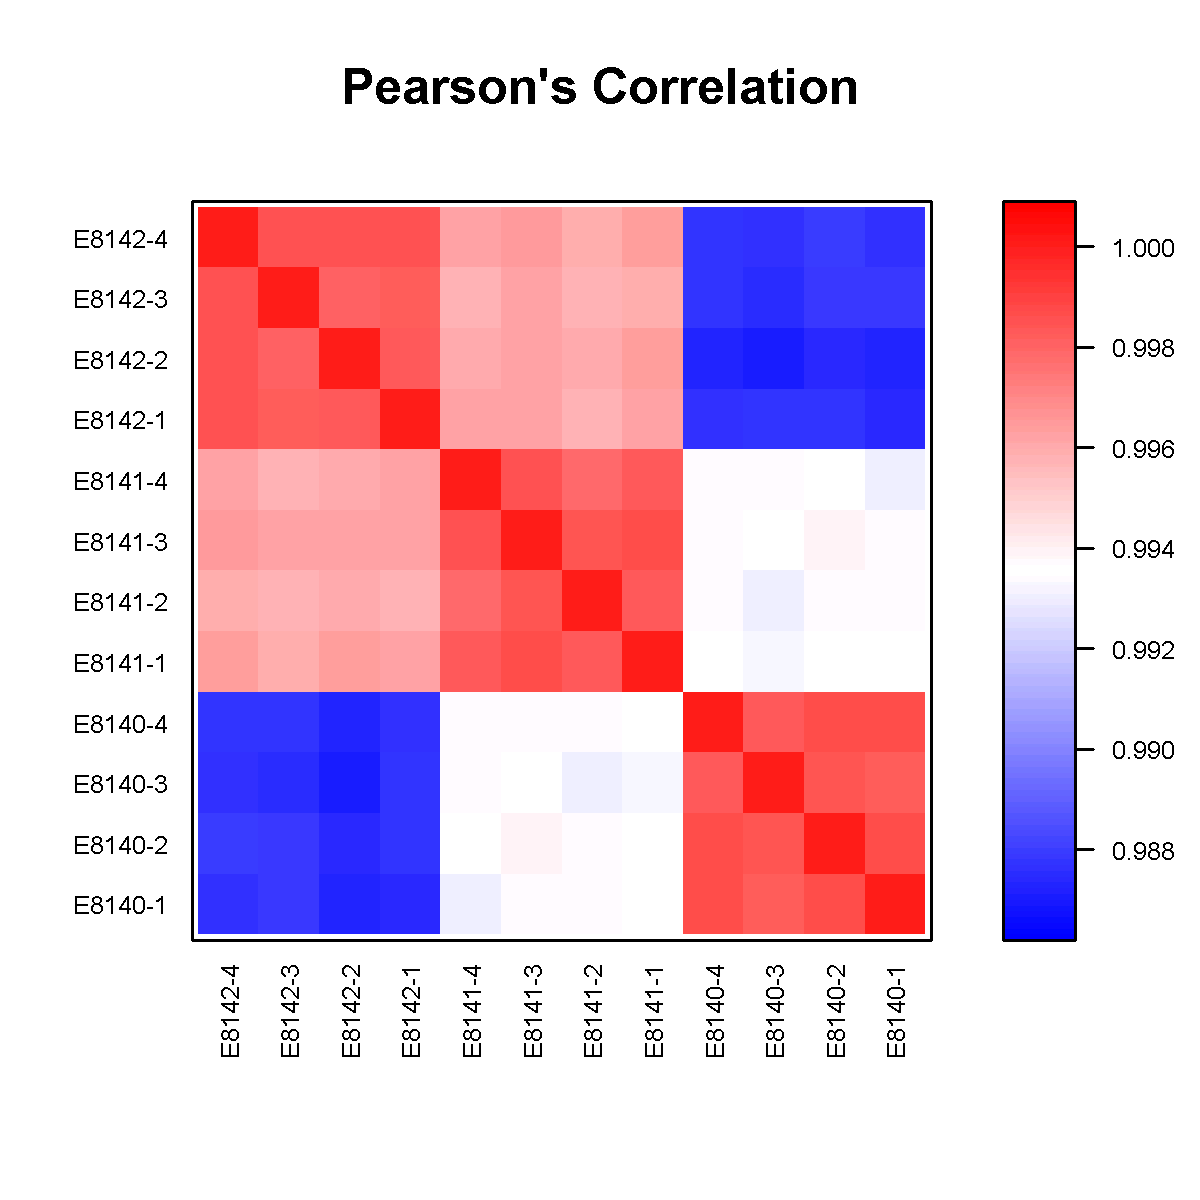 Pearson's Correlation
E8142-4
E8142-3
E8142-2
E8142-1
E8141-4
E8141-3
E8141-2
E8141-1
E8140-4
E8140-3
E8140-2
E8140-1
1.000
0.998
0.996
0.994
0.992
0.990
0.988
E8142-4
E8142-3
E8142-2
E8142-1
E8141-4
E8141-3
E8141-2
E8141-1
E8140-4
E8140-3
E8140-2
E8140-1